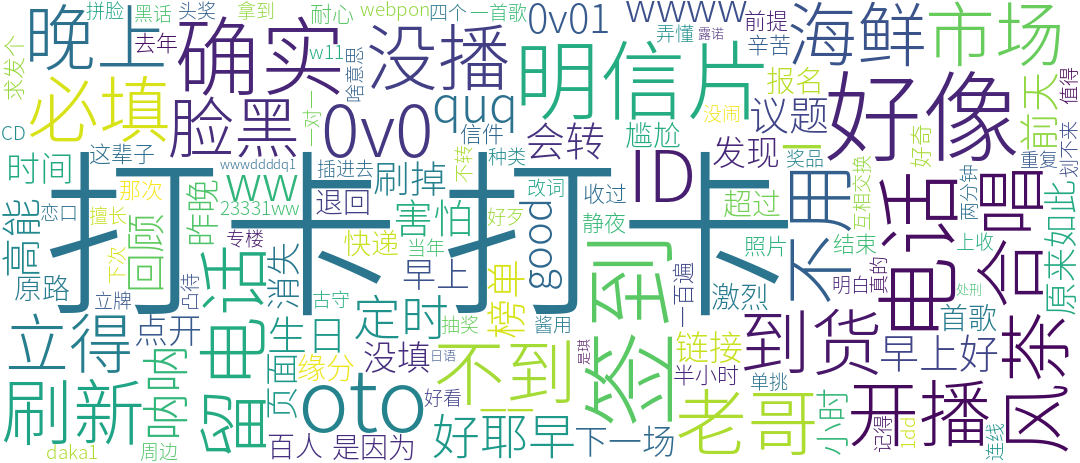 拼脸
黑话
头奖
拿到
耐心
webpon
四个
一首歌
0v01
wwww
弄懂
露诺
前提
辛苦
海鲜
市场
求发个
去年
晚上
确实
w11
啥意思
没播
明信片
报名
没闹
值得
必填
脸黑
0v0
对一
quq
信件
会转
尴尬
议题
好像
前天
CD
这辈子
时间
恋口
那次
擅长
wwwddddq1
ww
23331ww
插进去
刷掉
退回
不转
种类
改词
收过
ID
发现
奖品
超过
好奇
互相交换
重复
划不来
两分钟
打卡打卡
高能
回顾
昨晚
专楼
害怕
快递
当年
好歹
good
静夜
照片
不用
结束
电话
唱合
上收
如此
原来
原路
下次
立牌
占待
留电话
消失
古守
早上
定时
抽奖
榜单
酱用
签到
一百遍
激烈
明白
真的
处刑
首歌
立得
点开
生日
没填
日语
不到
是琪
链接
半小时
到货
单挑
早上好
风荼
刷新
呐呐
页面
缘分
oto
好看
好耶早
下一场
老哥
小时
开播
记得
1dd
连线
daka1
周边
百人
是因为